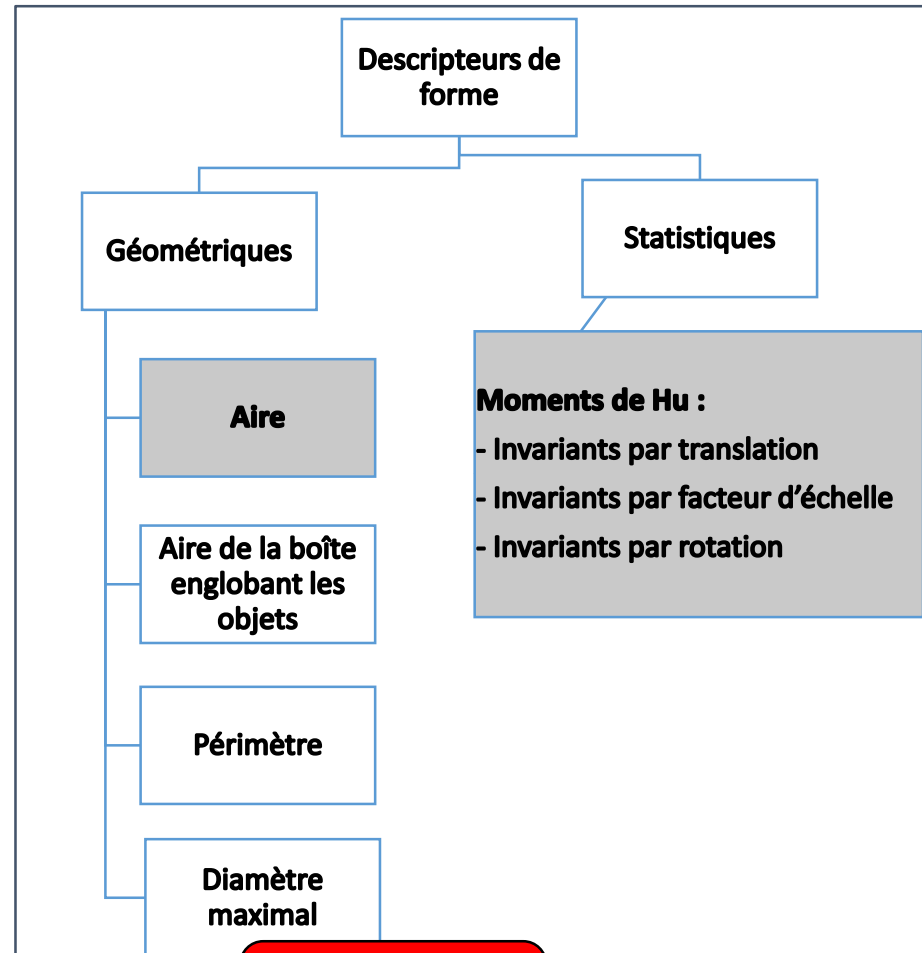 Descripteurs de
forme
Géométriques
Statistiques
Aire
Moments de Hu :
- Invariants par translation
- Invariants par facteur d’échelle
- Invariants par rotation
Aire de la boîte
englobant les
objets
Périmètre
Diamètre
maximal